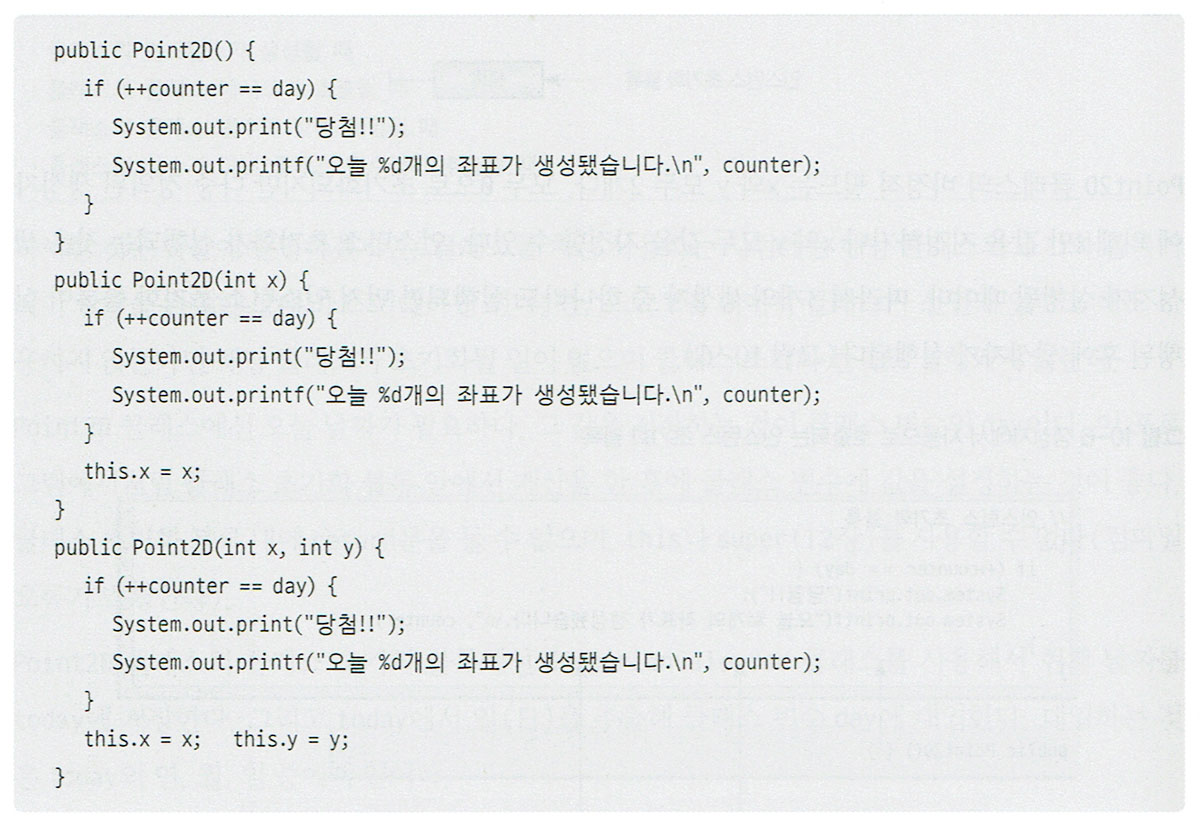 public Point2D() {
if (++counter == day) {
System.out.print("당첨!!");
System.out.printf("오늘 %d개의 좌표가 생성됐습니다.\n", counter);
}
}
public Point2D(int x) {
if (++counter == day) {
System.out.print("당첨!!");
System.out.printf("오늘 %d개의 좌표가 생성됐습니다.\n", counter);
}
this.x = x;
}
public Point2D(int x, int y) {
if (++counter == day) {
System.out.print("당첨!!");
System.out.printf("오늘 %d개의 좌표가 생성됐습니다.\n", counter);
}
this.x = x; this.y = y;
}